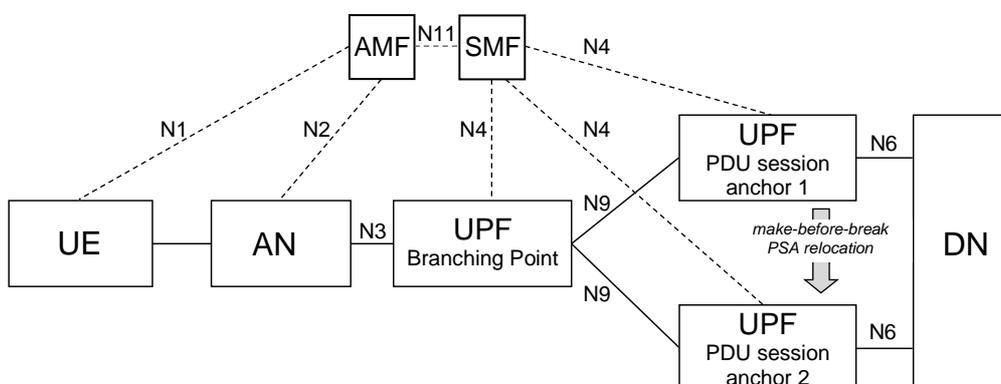 AMF
N11
SMF
N4
N1
N2
N4
N4
UPF
PDU session
anchor 1
N6
UE
AN
N3
UPF
Branching Point
N9
make-before-break
PSA relocation
DN
N9
UPF
PDU session
anchor 2
N6